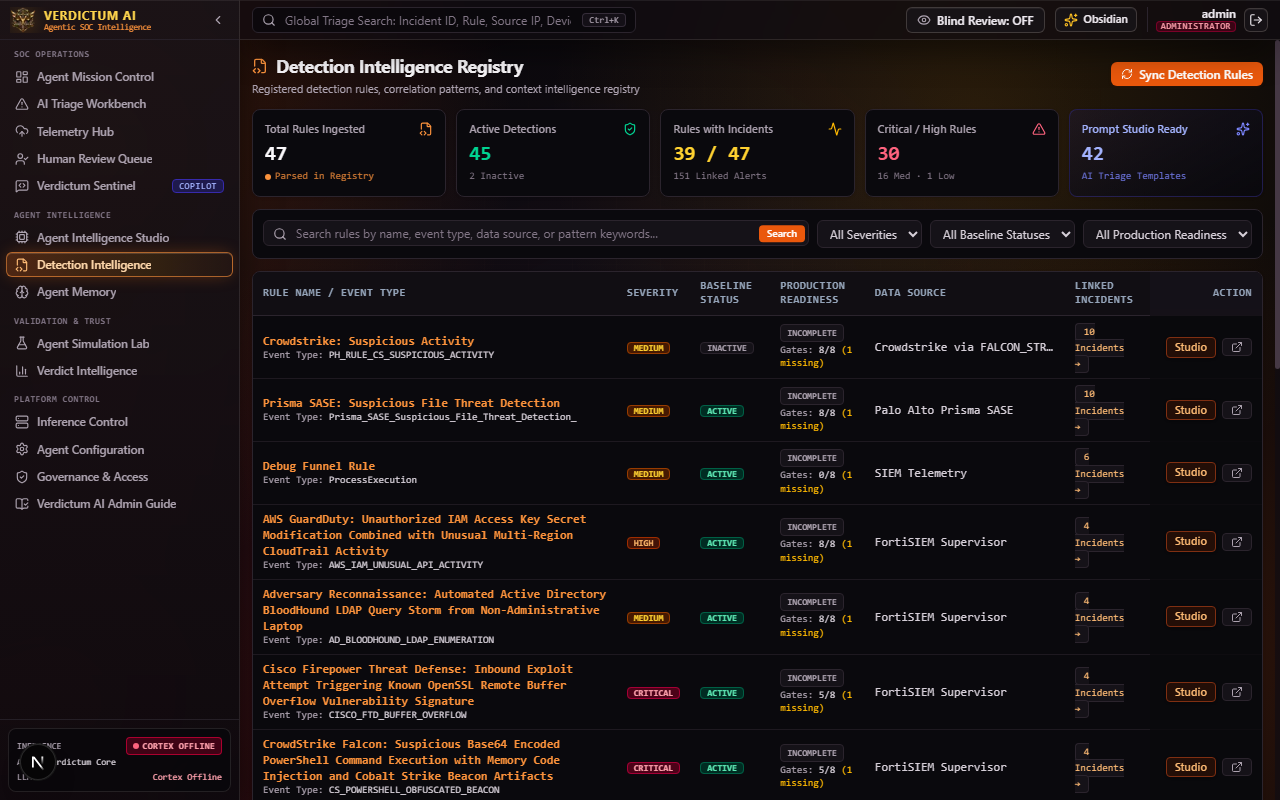 VERDICTUM AI
Agentic SOC Intelligence
Global Triage Search: Incident ID, Rule, Source IP, Devi
Ctrl+K
Blind Review: OFF
Obsidian
admin
ADMINISTRATOR
SOC OPERATIONS
Agent Mission Control
AI Triage Workbench
Telemetry Hub
Human Review Queue
Verdictum Sentinel
COPILOT
AGENT INTELLIGENCE
Agent Intelligence Studio
Detection Intelligence
Agent Memory
VALIDATION & TRUST
Agent Simulation Lab
Verdict Intelligence
PLATFORM CONTROL
Inference Control
Agent Configuration
Governance & Access
Verdictum AI Admin Guide
CORTEX OFFLINE
N
rdictum Core
Cortex Offline
Detection Intelligence Registry
Registered detection rules, correlation patterns, and context intelligence registry
Sync Detection Rules
Total Rules Ingested
47
Parsed in Registry
Active Detections
45
2 Inactive
Rules with Incidents
39 / 47
151 Linked Alerts
Critical / High Rules
30
16 Med · 1 Low
Prompt Studio Ready
42
AI Triage Templates
Search rules by name, event type, data source, or pattern keywords...
Search
All Severities
All Baseline Statuses
All Production Readiness
RULE NAME / EVENT TYPE
SEVERITY
BASELINE
STATUS
PRODUCTION
READINESS
DATA SOURCE
LINKED
INCIDENTS
ACTION
Crowdstrike: Suspicious Activity
Event Type: PH_RULE_CS_SUSPICIOUS_ACTIVITY
MEDIUM
INACTIVE
INCOMPLETE
Gates: 8/8 (1
missing)
Crowdstrike via FALCON_STR…
10
Incidents
→
Studio
Prisma SASE: Suspicious File Threat Detection
Event Type: Prisma_SASE_Suspicious_File_Threat_Detection_
MEDIUM
ACTIVE
INCOMPLETE
Gates: 8/8 (1
missing)
Palo Alto Prisma SASE
10
Incidents
→
Studio
Debug Funnel Rule
Event Type: ProcessExecution
MEDIUM
ACTIVE
INCOMPLETE
Gates: 0/8 (1
missing)
SIEM Telemetry
6
Incidents
→
Studio
AWS GuardDuty: Unauthorized IAM Access Key Secret
Modification Combined with Unusual Multi-Region
CloudTrail Activity
Event Type: AWS_IAM_UNUSUAL_API_ACTIVITY
HIGH
ACTIVE
INCOMPLETE
Gates: 8/8 (1
missing)
FortiSIEM Supervisor
4
Incidents
→
Studio
Adversary Reconnaissance: Automated Active Directory
BloodHound LDAP Query Storm from Non-Administrative
Laptop
Event Type: AD_BLOODHOUND_LDAP_ENUMERATION
MEDIUM
ACTIVE
INCOMPLETE
Gates: 8/8 (1
missing)
FortiSIEM Supervisor
4
Incidents
→
Studio
Cisco Firepower Threat Defense: Inbound Exploit
Attempt Triggering Known OpenSSL Remote Buffer
Overflow Vulnerability Signature
Event Type: CISCO_FTD_BUFFER_OVERFLOW
CRITICAL
ACTIVE
INCOMPLETE
Gates: 5/8 (1
missing)
FortiSIEM Supervisor
4
Incidents
→
Studio
CrowdStrike Falcon: Suspicious Base64 Encoded
PowerShell Command Execution with Memory Code
Injection and Cobalt Strike Beacon Artifacts
Event Type: CS_POWERSHELL_OBFUSCATED_BEACON
CRITICAL
ACTIVE
INCOMPLETE
Gates: 5/8 (1
missing)
FortiSIEM Supervisor
4
Incidents
→
Studio